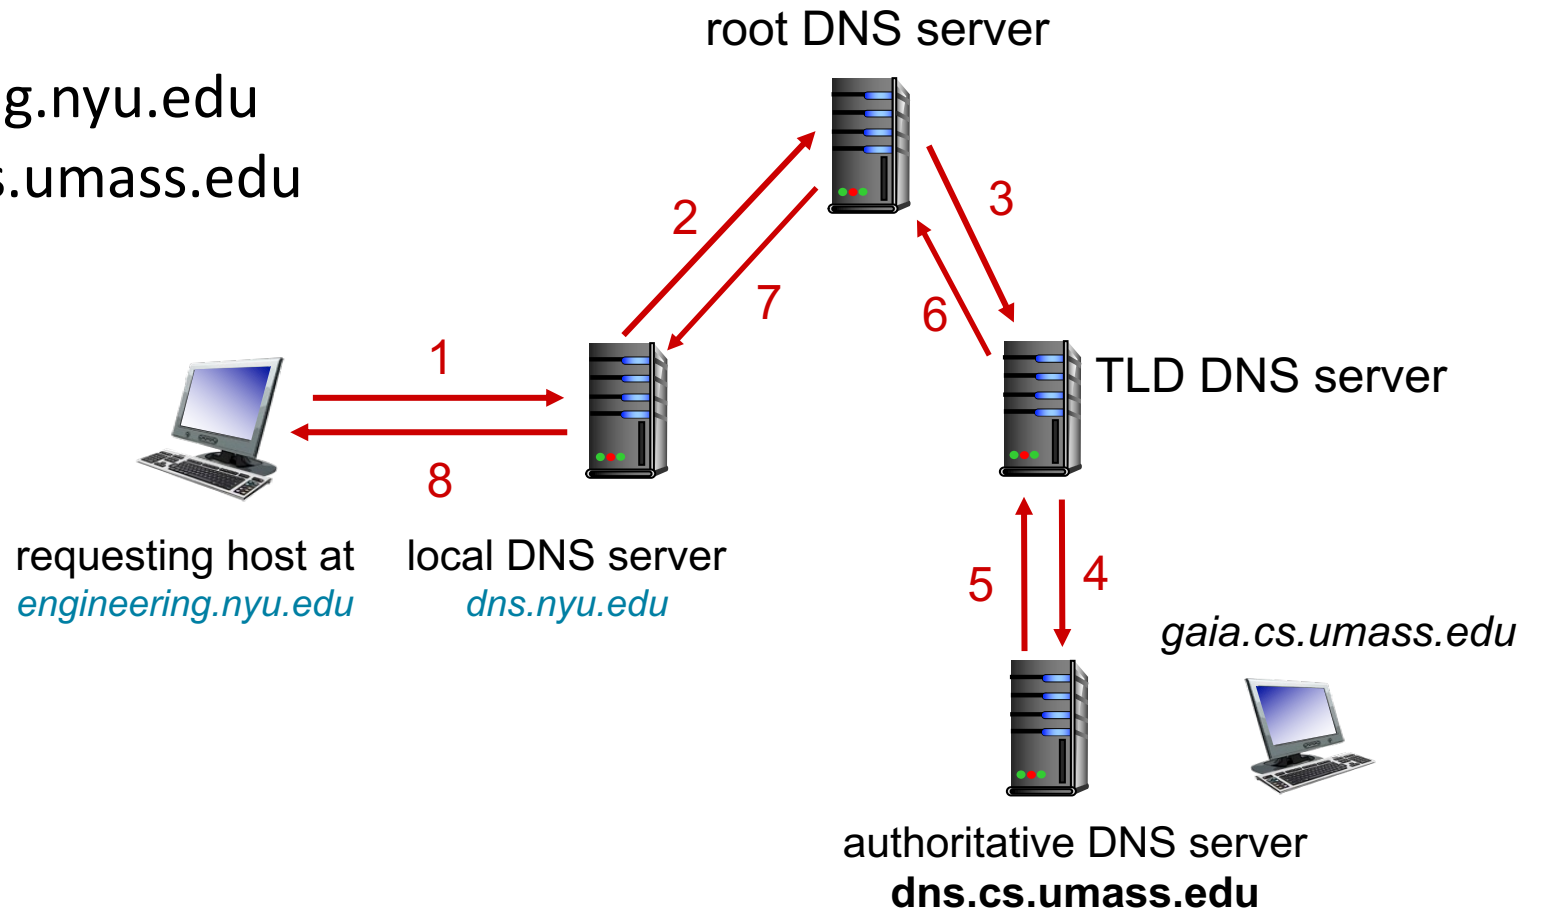 root DNS server
g.nyu.edu
s.umass.edu
2
3
7
6
1
TLD DNS server
8
requesting host at
engineering.nyu.edu
local DNS server
dns.nyu.edu
5
4
gaia.cs.umass.edu
authoritative DNS server
dns.cs.umass.edu